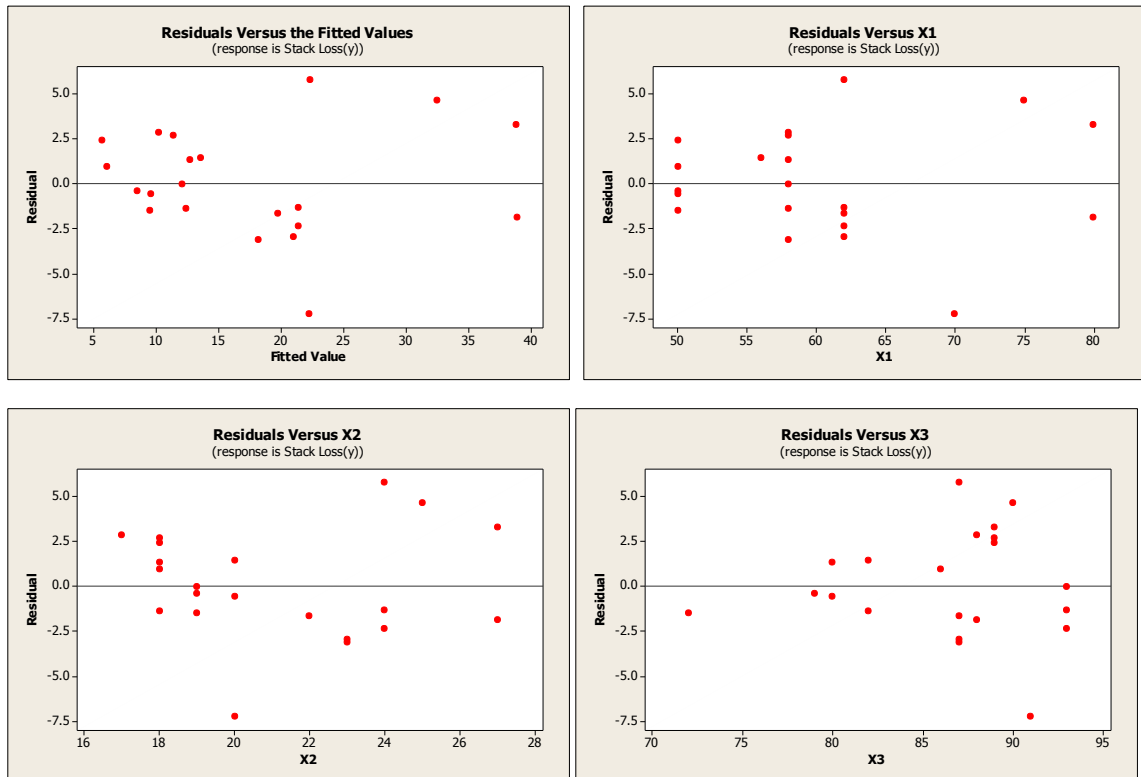 Residuals Versus the Fitted Values
(response is Stack Loss(y))
Residual
5.0
2.5
0.0
-2.5
-5.0
-7.5
5 10 15 20 25 30 35 40
Fitted Value
Residuals Versus X1
(response is Stack Loss(y))
Residual
5.0
2.5
0.0
-2.5
-5.0
-7.5
50 55 60 65 70 75 80
X1
Residuals Versus X2
(response is Stack Loss(y))
Residual
5.0
2.5
0.0
-2.5
-5.0
-7.5
16 18 20 22 24 26 28
X2
Residuals Versus X3
(response is Stack Loss(y))
Residual
5.0
2.5
0.0
-2.5
-5.0
-7.5
70 75 80 85 90 95
X3